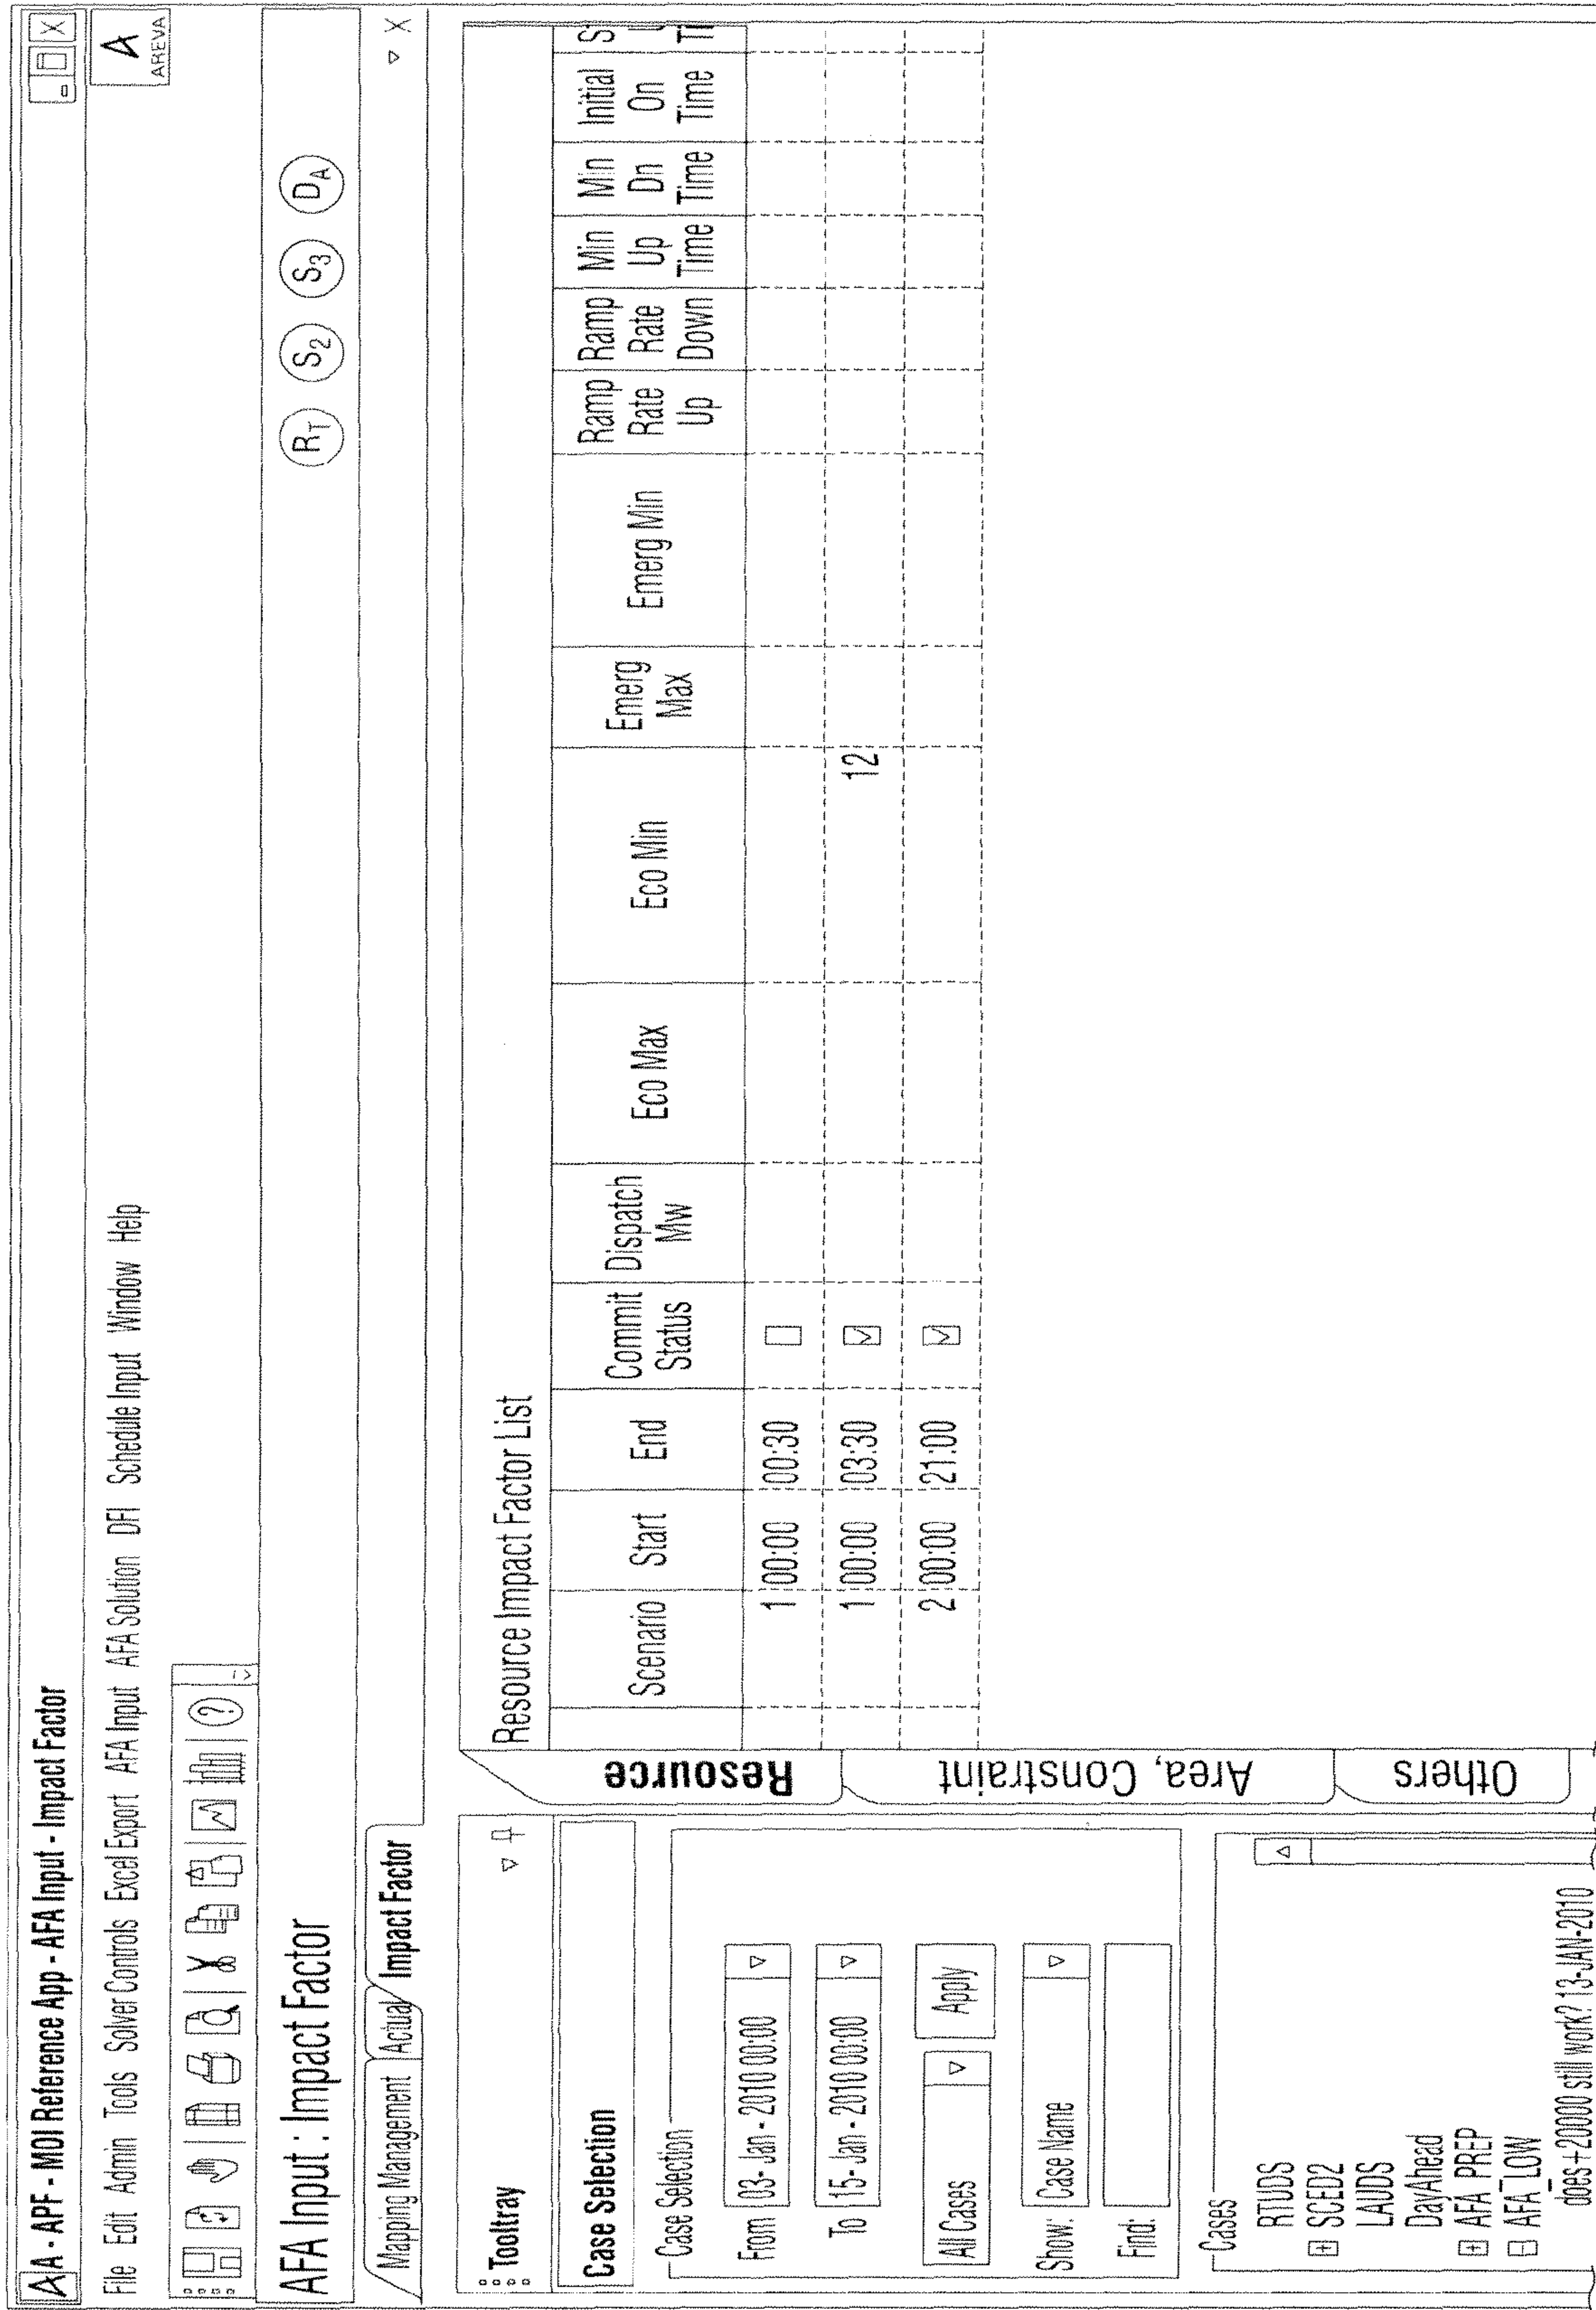 A A - APF - MOI Reference App - AFA Input - Impact Factor
X
File Edit Admin Tools Solver Controls Excel Export AFA Input AFA Solution DFI Schedule Input Window Help
A
AREVA
?
AFA Input : Impact Factor
RT S2 S3 DA
Mapping Management Actual Impact Factor
X
Tooltray
Case Selection
Case Selection
From 03- Jan - 2010 00:00
To 15- Jan - 2010 00:00
All Cases Apply
Show: Case Name
Find:
Cases
RTUDS
+ SCED2
LAUDS
DayAhead
+ AFA_PREP
- AFA_LOW
does+20000 still work? 13-JAN-2010
Resource
Area, Constraint
Others
Resource Impact Factor List
Scenario Start End Commit Status Dispatch Mw Eco Max Eco Min Emerg Max Emerg Min Ramp Rate Up Ramp Rate Down Min Up Time Min Dn Time Initial On Time
1 00:00 00:30
1 00:00 03:30 12
2 00:00 21:00